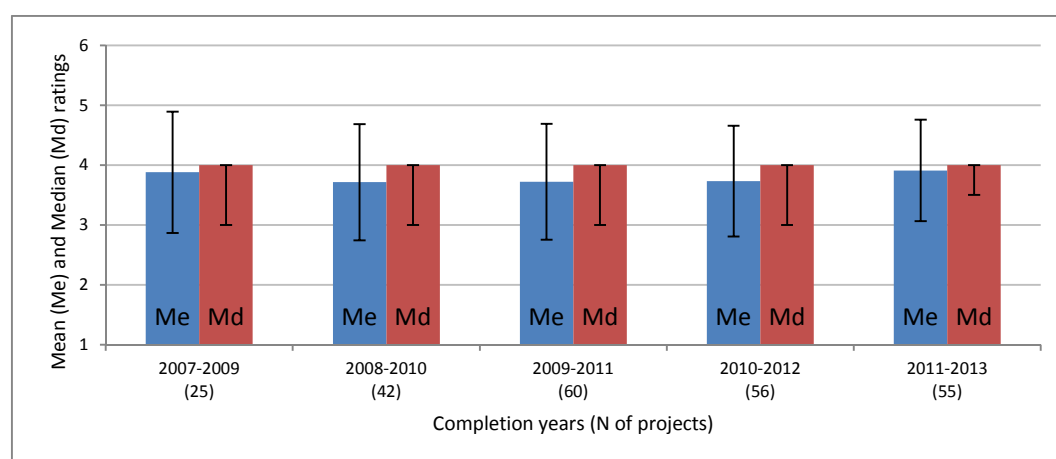 Mean (Me) and Median (Md) ratings
6
5
4
3
2
1
Me Md Me Md Me Md Me Md Me Md
2007-2009 2008-2010 2009-2011 2010-2012 2011-2013
(25) (42) (60) (56) (55)
Completion years (N of projects)